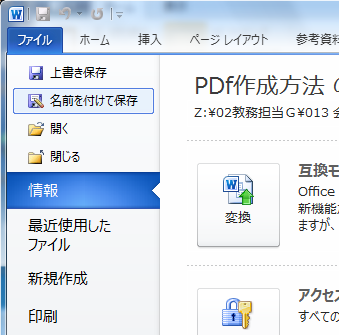 ファイル ホーム 挿入 ページ レイアウト 参考資料
上書き保存
名前を付けて保存
開く
閉じる
情報
最近使用した
ファイル
新規作成
印刷
PDf作成方法
Z:¥02教務担当G¥013 会
互換モ
Office
新機能
ますが、
変換
アクセス
すべての